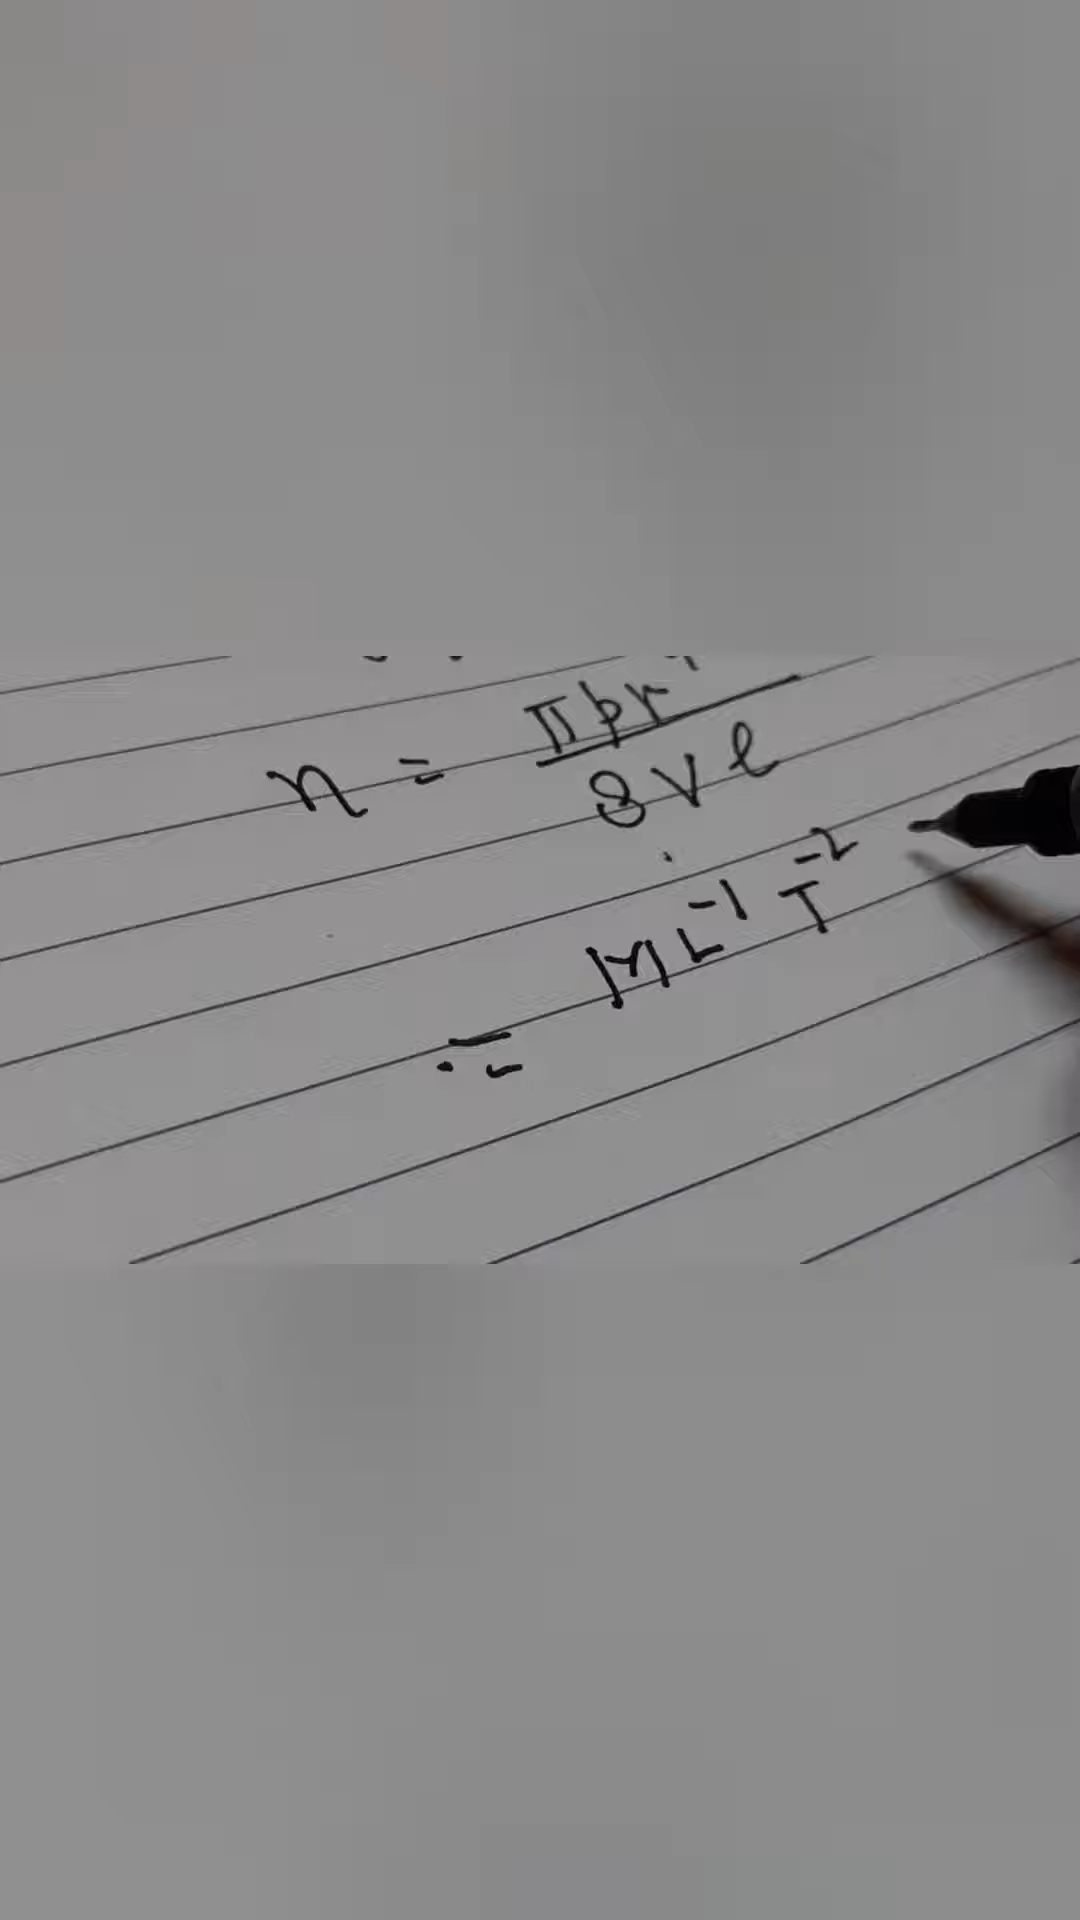 η = πpr⁴ / 8Vl
= ML⁻¹T⁻²